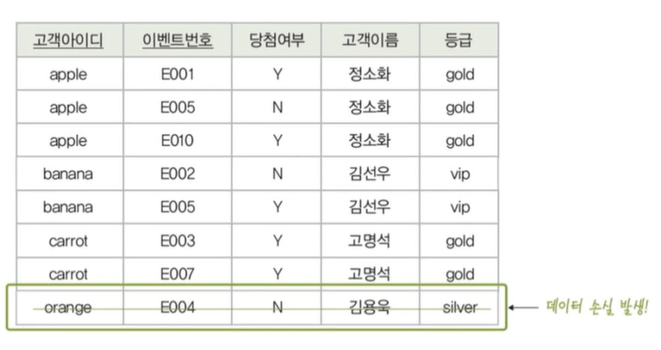 고객아이디 이벤트번호 당첨여부 고객이름 등급
apple E001 Y 정소화 gold
apple E005 N 정소화 gold
apple E010 Y 정소화 gold
banana E002 N 김선우 vip
banana E005 Y 김선우 vip
carrot E003 Y 고명석 gold
carrot E007 Y 고명석 gold
orange E004 N 김용욱 silver 데이터 손실 발생!